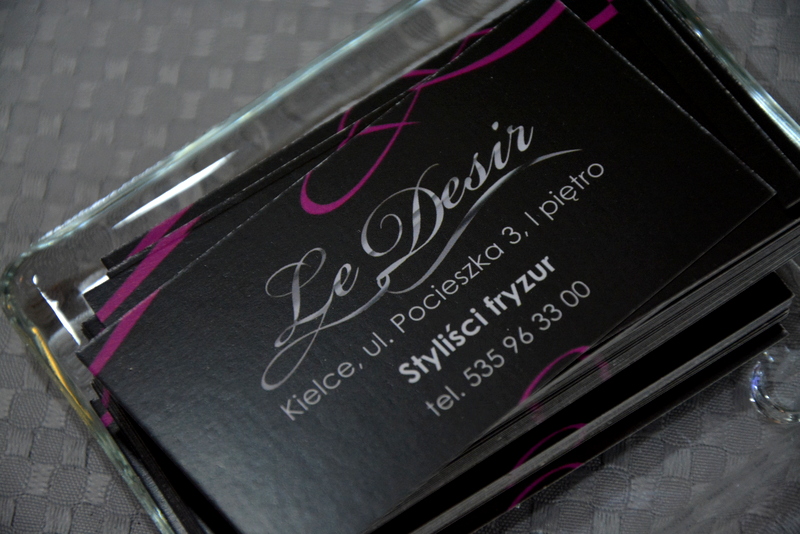 Le Desir
Kielce, ul. Pocieszka 3, I piętro
Styliści fryzur
tel. 535 96 33 00